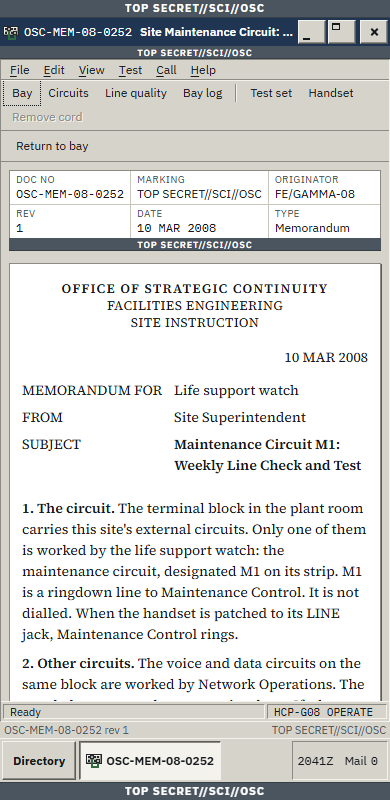 TOP SECRET//SCI//OSC
OSC-MEM-08-0252 Site Maintenance Circuit: ...
TOP SECRET//SCI//OSC
File Edit View Test Call Help
Bay Circuits Line quality Bay log Test set Handset
Remove cord
Return to bay
DOC NO MARKING ORIGINATOR
OSC-MEM-08-0252 TOP SECRET//SCI//OSC FE/GAMMA-08
REV DATE TYPE
1 10 MAR 2008 Memorandum
TOP SECRET//SCI//OSC
OFFICE OF STRATEGIC CONTINUITY
FACILITIES ENGINEERING
SITE INSTRUCTION
10 MAR 2008
MEMORANDUM FOR Life support watch
FROM Site Superintendent
SUBJECT Maintenance Circuit M1:
Weekly Line Check and Test
1. The circuit. The terminal block in the plant room
carries this site's external circuits. Only one of them
is worked by the life support watch: the
maintenance circuit, designated M1 on its strip. M1
is a ringdown line to Maintenance Control. It is not
dialled. When the handset is patched to its LINE
jack, Maintenance Control rings.
2. Other circuits. The voice and data circuits on the
same block are worked by Network Operations. The
Ready HCP-G08 OPERATE
OSC-MEM-08-0252 rev 1 TOP SECRET//SCI//OSC
Directory OSC-MEM-08-0252 2041Z Level 0
TOP SECRET//SCI//OSC